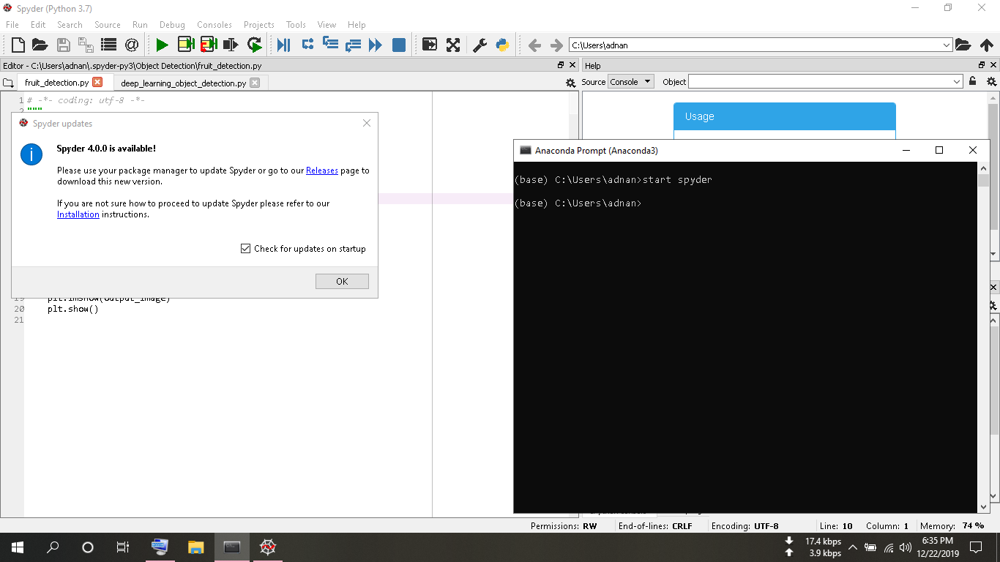 Spyder (Python 3.7)
File Edit Search Source Run Debug Consoles Projects Tools View Help
C:\Users\adnan
Editor - C:\Users\adnan\.spyder-py3\Object Detection\fruit_detection.py
Help
fruit_detection.py
deep_learning_object_detection.py
Source Console Object
1 # -*- coding: utf-8 -*-
2
Usage
Spyder updates
Spyder 4.0.0 is available!
Please use your package manager to update Spyder or go to our Releases page to
download this new version.
If you are not sure how to proceed to update Spyder please refer to our
Installation instructions.
Check for updates on startup
OK
Anaconda Prompt (Anaconda3)
(base) C:\Users\adnan>start spyder
(base) C:\Users\adnan>
19 plt.imshow(output_image)
20 plt.show()
21
Permissions: RW End-of-lines: CRLF Encoding: UTF-8 Line: 10 Column: 1 Memory: 74 %
17.4 kbps
3.9 kbps
6:35 PM
12/22/2019